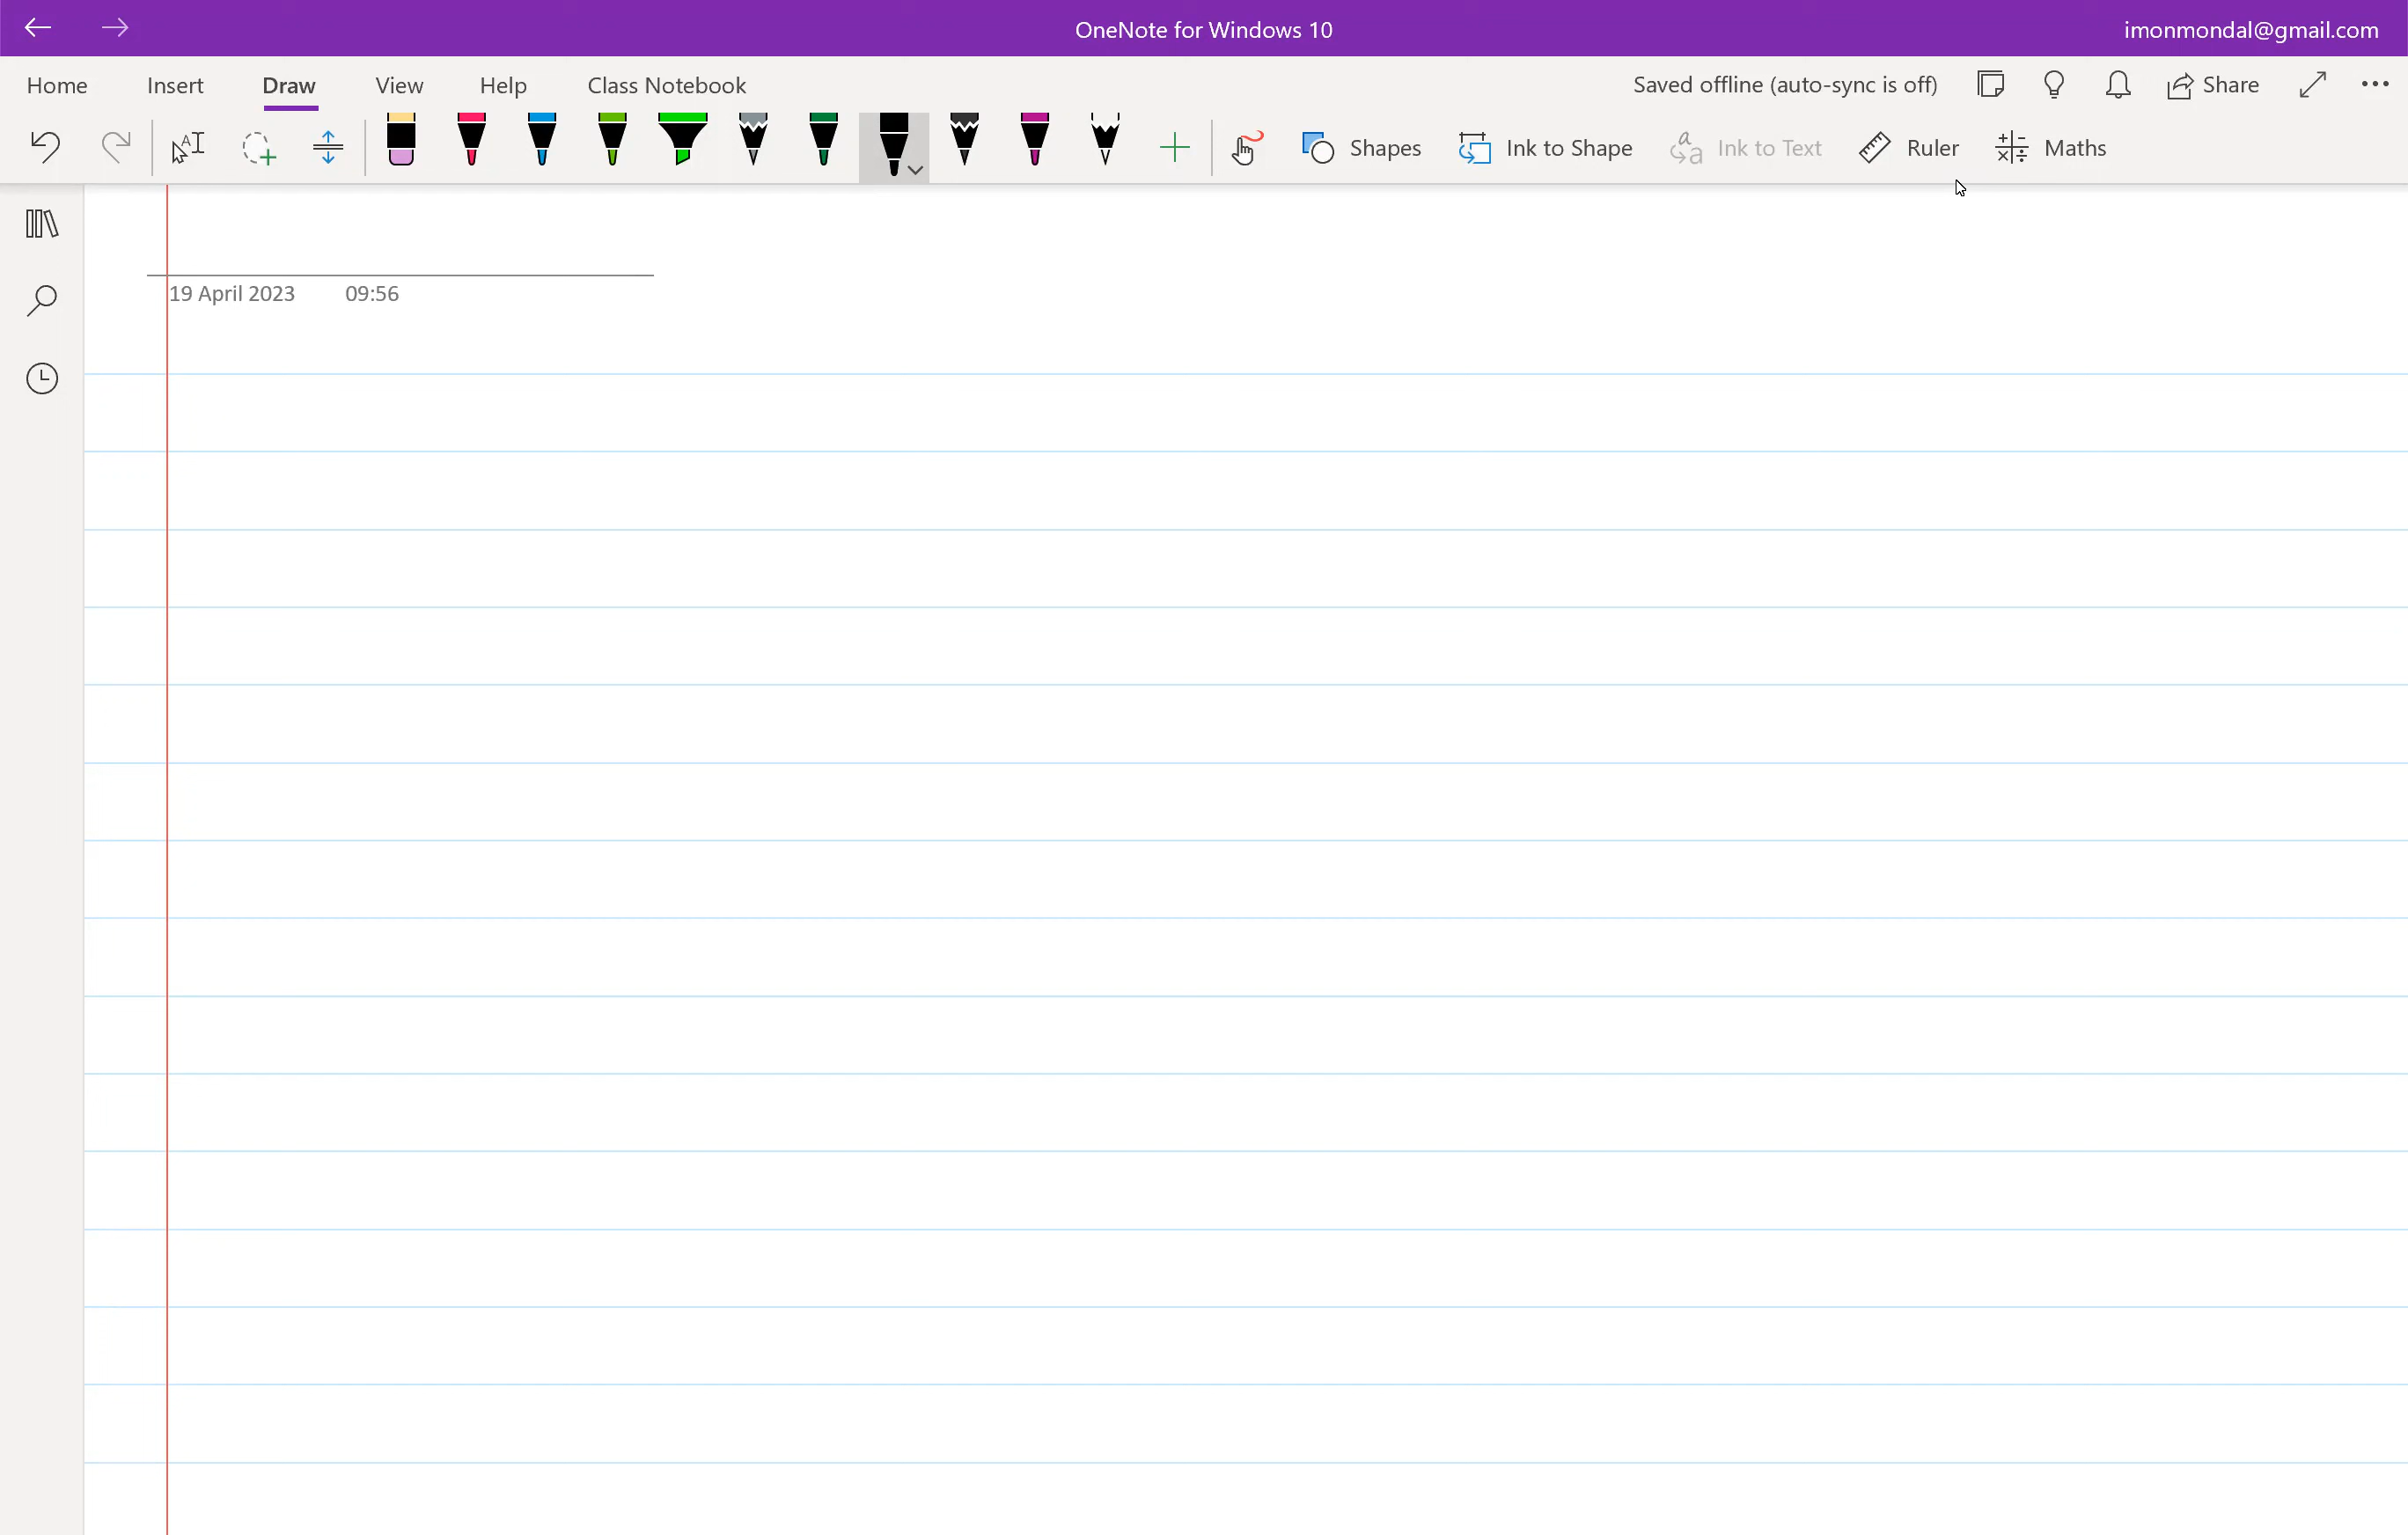 OneNote for Windows 10
imonmondal@gmail.com
Home Insert Draw View Help Class Notebook
Saved offline (auto-sync is off)
Share
Shapes Ink to Shape Ink to Text Ruler Maths
19 April 2023 09:56